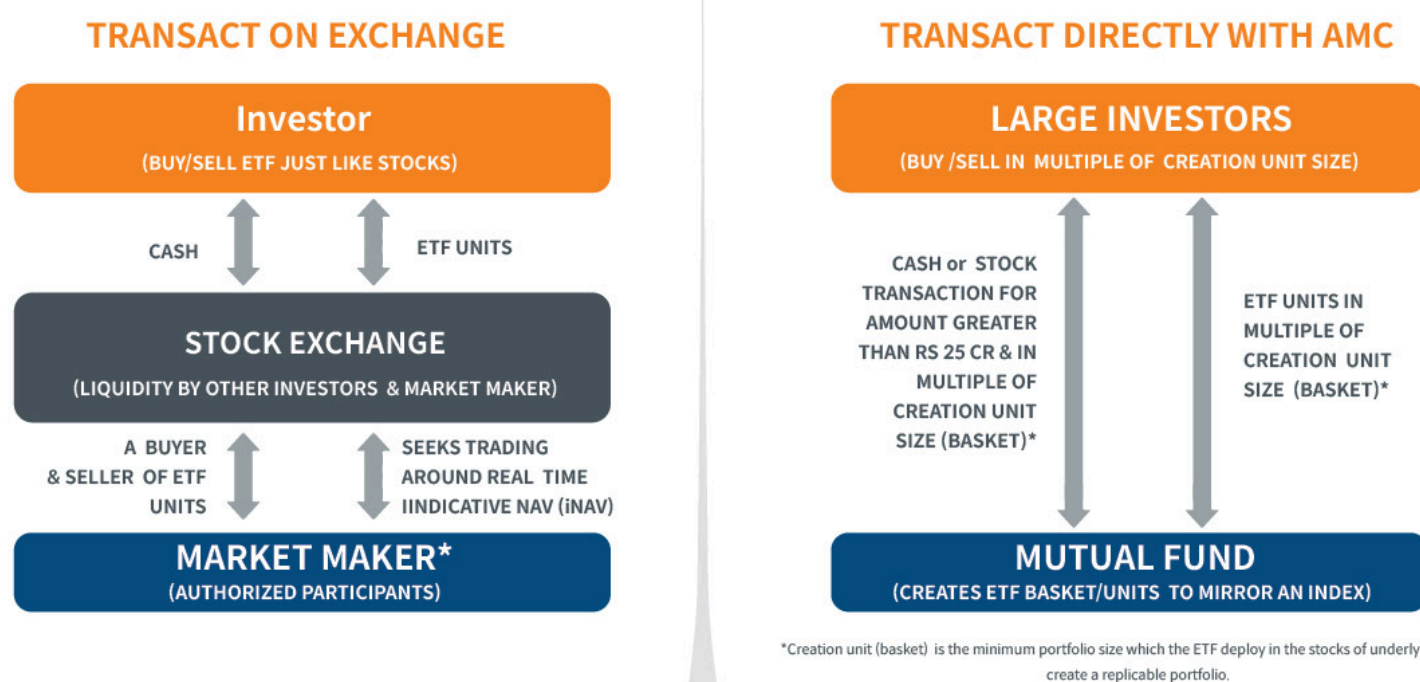 TRANSACT ON EXCHANGE
Investor
(BUY/SELL ETF JUST LIKE STOCKS)
CASH
ETF UNITS
STOCK EXCHANGE
(LIQUIDITY BY OTHER INVESTORS & MARKET MAKER)
A BUYER
& SELLER OF ETF
UNITS
SEEKS TRADING
AROUND REAL TIME
IINDICATIVE NAV (iNAV)
MARKET MAKER*
(AUTHORIZED PARTICIPANTS)
TRANSACT DIRECTLY WITH AMC
LARGE INVESTORS
(BUY /SELL IN MULTIPLE OF CREATION UNIT SIZE)
CASH or STOCK
TRANSACTION FOR
AMOUNT GREATER
THAN RS 25 CR & IN
MULTIPLE OF
CREATION UNIT
SIZE (BASKET)*
ETF UNITS IN
MULTIPLE OF
CREATION UNIT
SIZE (BASKET)*
MUTUAL FUND
(CREATES ETF BASKET/UNITS TO MIRROR AN INDEX)
*Creation unit (basket) is the minimum portfolio size which the ETF deploy in the stocks of underly
create a replicable portfolio.